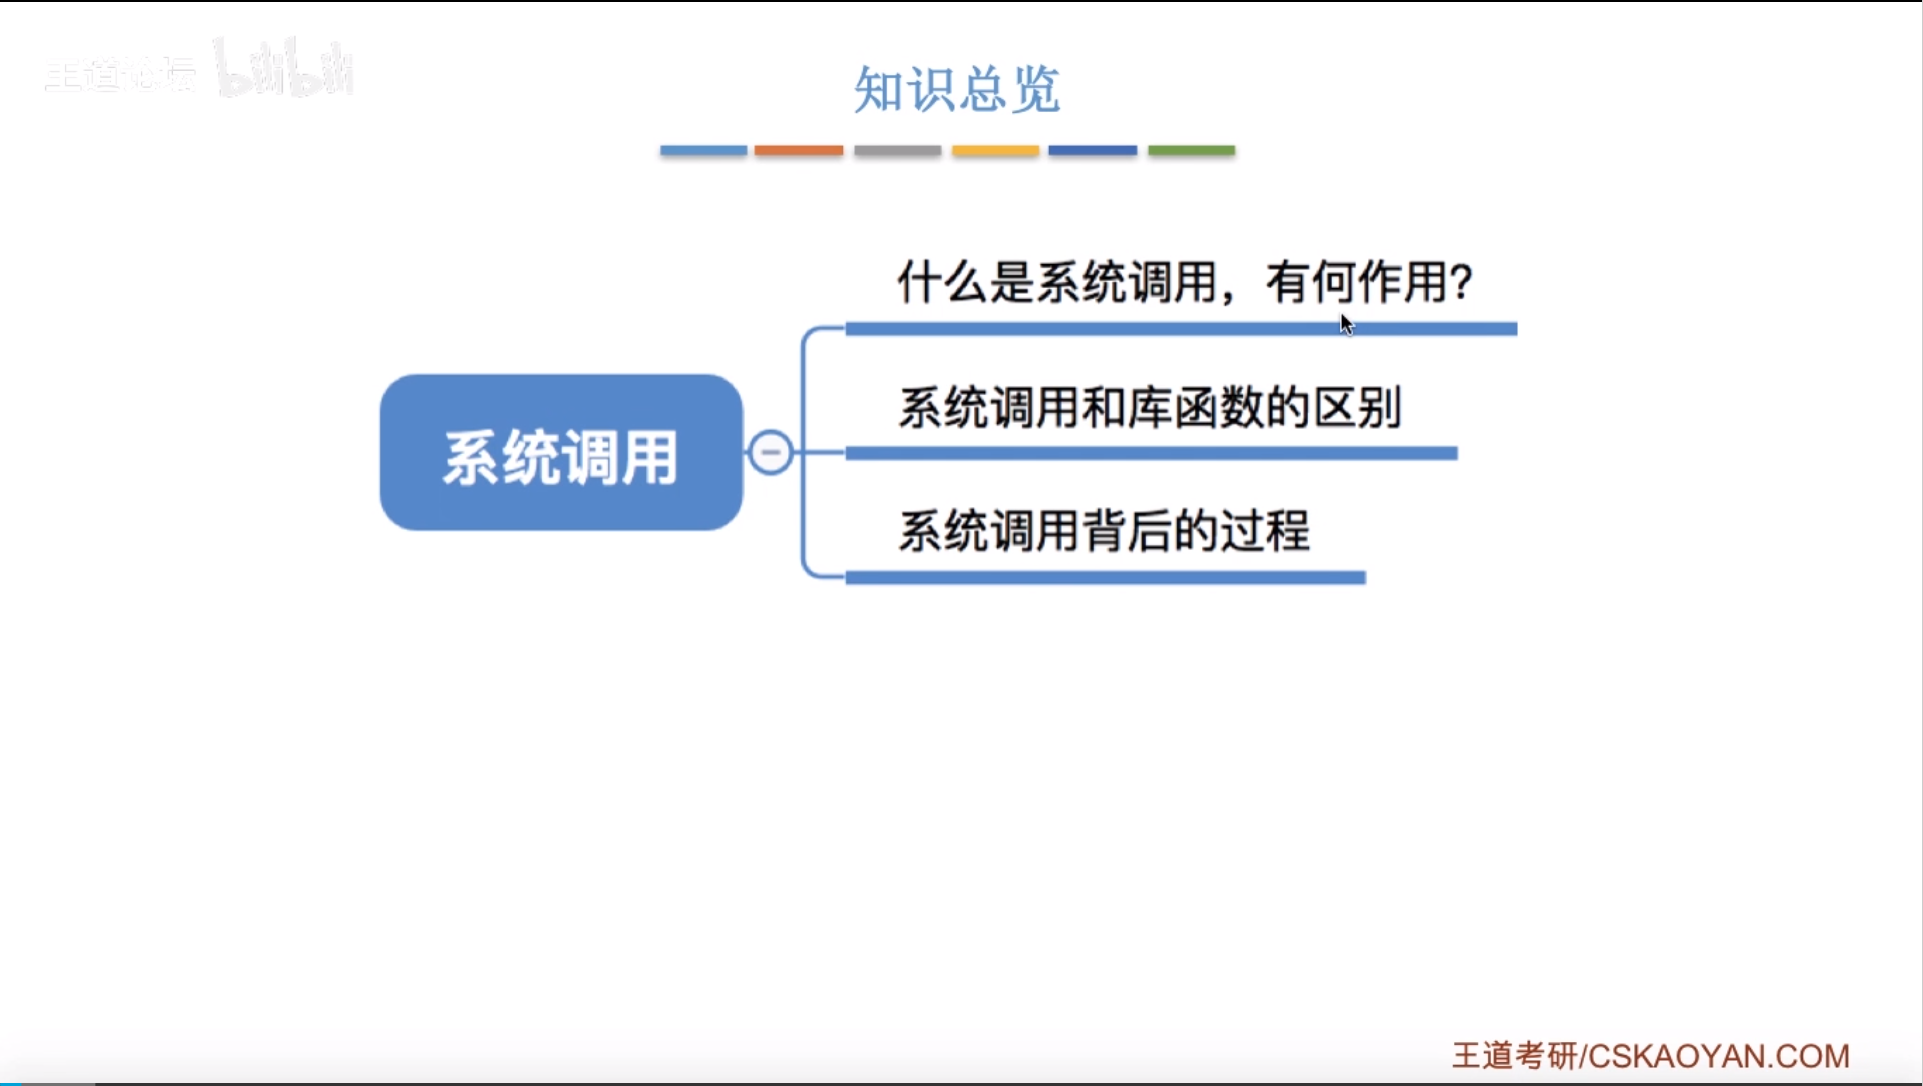 王道论坛 bilibili
知识总览
什么是系统调用，有何作用？
系统调用和库函数的区别
系统调用
系统调用背后的过程
王道考研/CSKAOYAN.COM